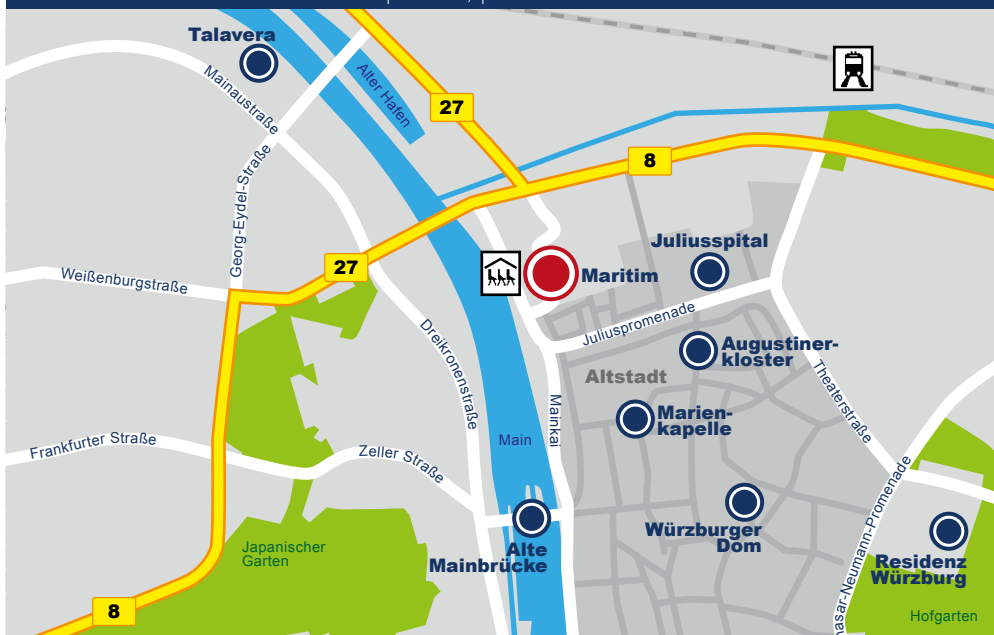 Talavera
Mainaustraße
Alter Hafen
27
8
Georg-Eydel-Straße
Juliusspital
27
Maritim
Weißenburgstraße
Juliuspromenade
Dreikronenstraße
Augustiner-
kloster
Altstadt
Theaterstraße
Mainkai
Marien-
kapelle
Main
Frankfurter Straße
Zeller Straße
Würzburger
Dom
hasar-Neumann-Promenade
Alte
Mainbrücke
Japanischer
Garten
Residenz
Würzburg
8
Hofgarten